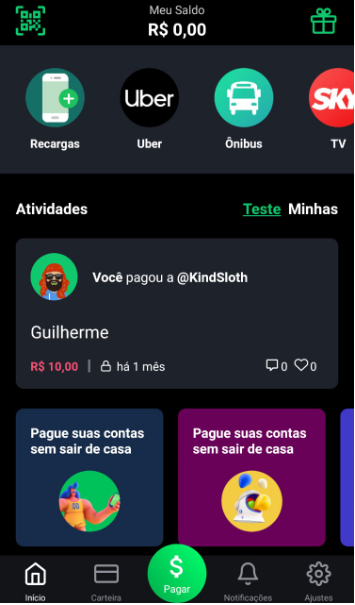 Meu Saldo
R$ 0,00
Uber
SKY
Recargas
Uber
Ônibus
TV
Atividades
Teste Minhas
Você pagou a @KindSloth
Guilherme
R$ 10,00 | há 1 mês
0 0
Pague suas contas
sem sair de casa
Pague suas contas
sem sair de casa
$
Início
Carteira
Pagar
Notificações
Ajustes